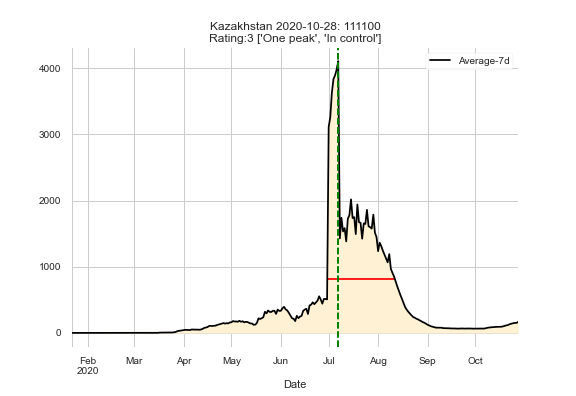 Kazakhstan 2020-10-28: 111100
Rating:3 ['One peak', 'In control']
Average-7d
4000
3000
2000
1000
0
Feb Mar Apr May Jun Jul Aug Sep Oct
2020
Date